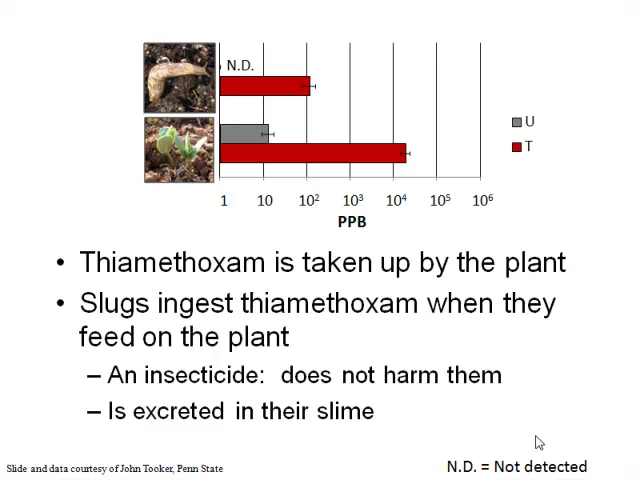 N.D.
U
T
1 10 10² 10³ 10⁴ 10⁵ 10⁶
PPB
• Thiamethoxam is taken up by the plant
• Slugs ingest thiamethoxam when they
feed on the plant
– An insecticide: does not harm them
– Is excreted in their slime
Slide and data courtesy of John Tooker, Penn State
N.D. = Not detected